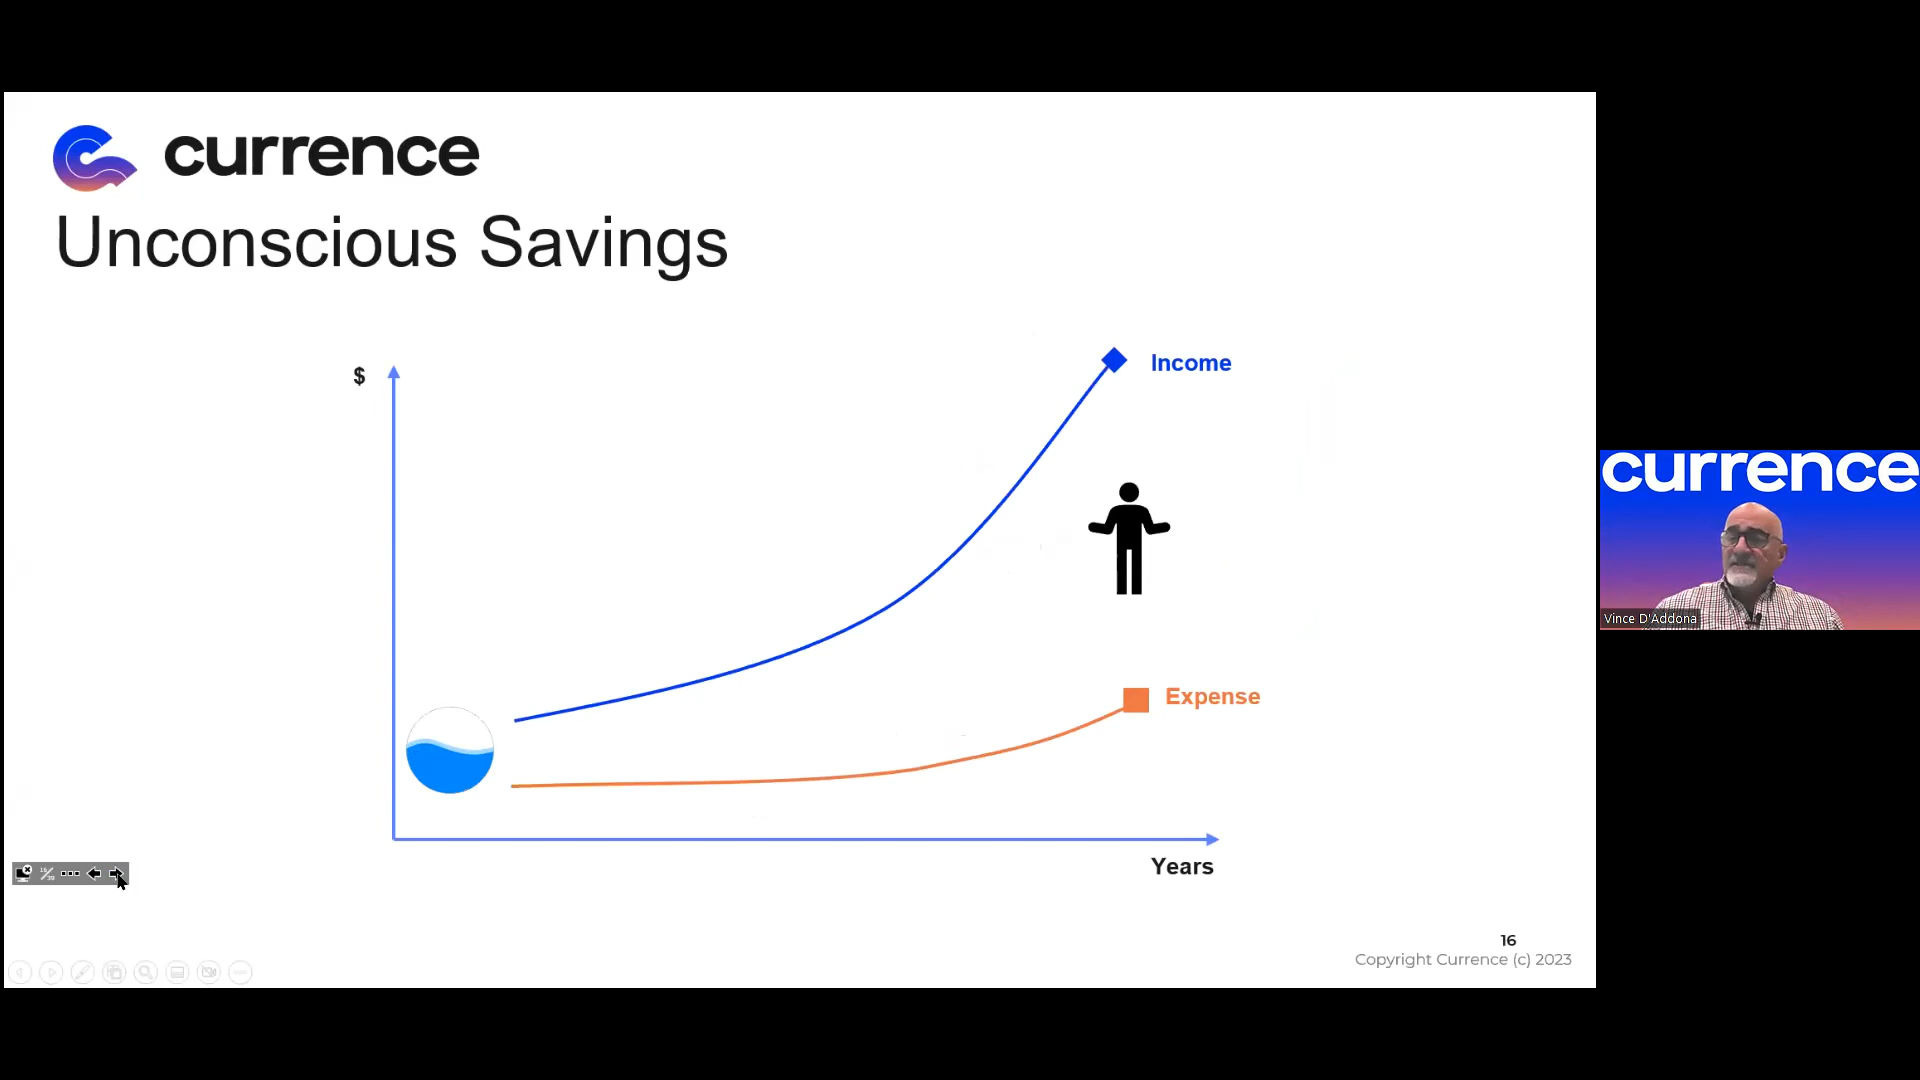 currence
Unconscious Savings
$
Income
Expense
Years
16
Copyright Currence (c) 2023
currence
Vince D'Addona